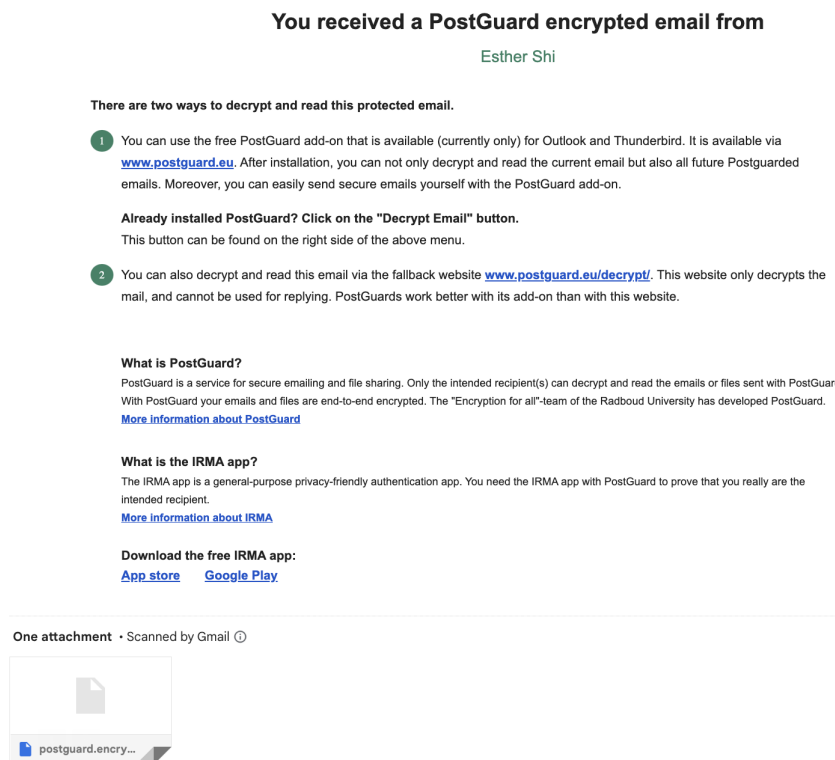 You received a PostGuard encrypted email from
Esther Shi
There are two ways to decrypt and read this protected email.
1 You can use the free PostGuard add-on that is available (currently only) for Outlook and Thunderbird. It is available via
www.postguard.eu. After installation, you can not only decrypt and read the current email but also all future Postguarded
emails. Moreover, you can easily send secure emails yourself with the PostGuard add-on.
Already installed PostGuard? Click on the "Decrypt Email" button.
This button can be found on the right side of the above menu.
2 You can also decrypt and read this email via the fallback website www.postguard.eu/decrypt/. This website only decrypts the
mail, and cannot be used for replying. PostGuards work better with its add-on than with this website.
What is PostGuard?
PostGuard is a service for secure emailing and file sharing. Only the intended recipient(s) can decrypt and read the emails or files sent with PostGuar
With PostGuard your emails and files are end-to-end encrypted. The "Encryption for all"-team of the Radboud University has developed PostGuard.
More information about PostGuard
What is the IRMA app?
The IRMA app is a general-purpose privacy-friendly authentication app. You need the IRMA app with PostGuard to prove that you really are the
intended recipient.
More information about IRMA
Download the free IRMA app:
App store Google Play
One attachment • Scanned by Gmail
postguard.encry...